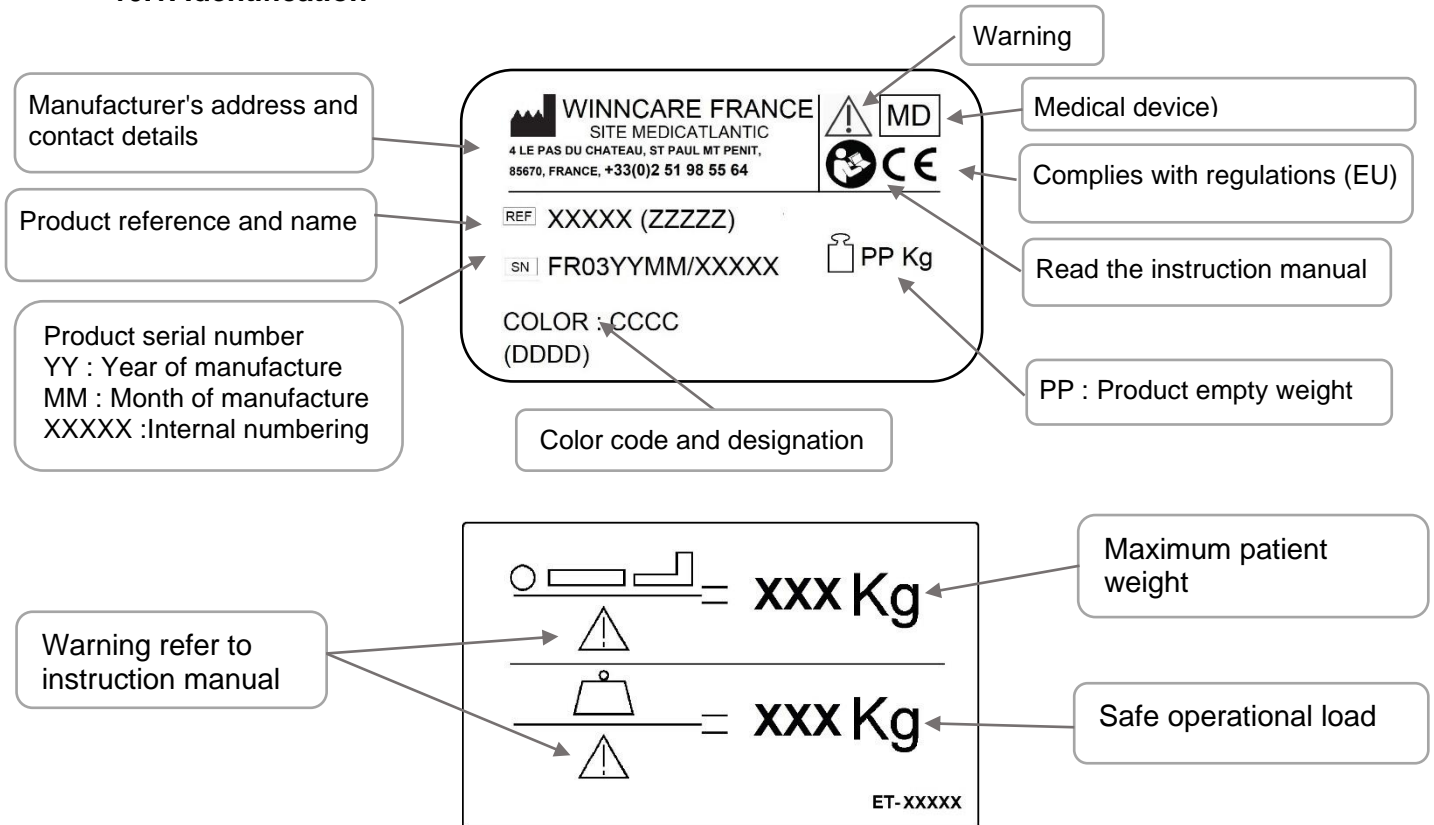 Warning
Manufacturer's address and
contact details
WINNCARE FRANCE
SITE MEDICATLANTIC
4 LE PAS DU CHATEAU, ST PAUL MT PENIT,
85670, FRANCE, +33(0)2 51 98 55 64
MD
CE
Medical device)
Complies with regulations (EU)
Product reference and name
REF XXXXX (ZZZZZ)
SN FR03YYMM/XXXXX
PP Kg
Read the instruction manual
Product serial number
YY : Year of manufacture
MM : Month of manufacture
XXXXX :Internal numbering
COLOR : CCCC
(DDDD)
PP : Product empty weight
Color code and designation
xxx Kg
Maximum patient
weight
Warning refer to
instruction manual
xxx Kg
Safe operational load
ET-XXXXX